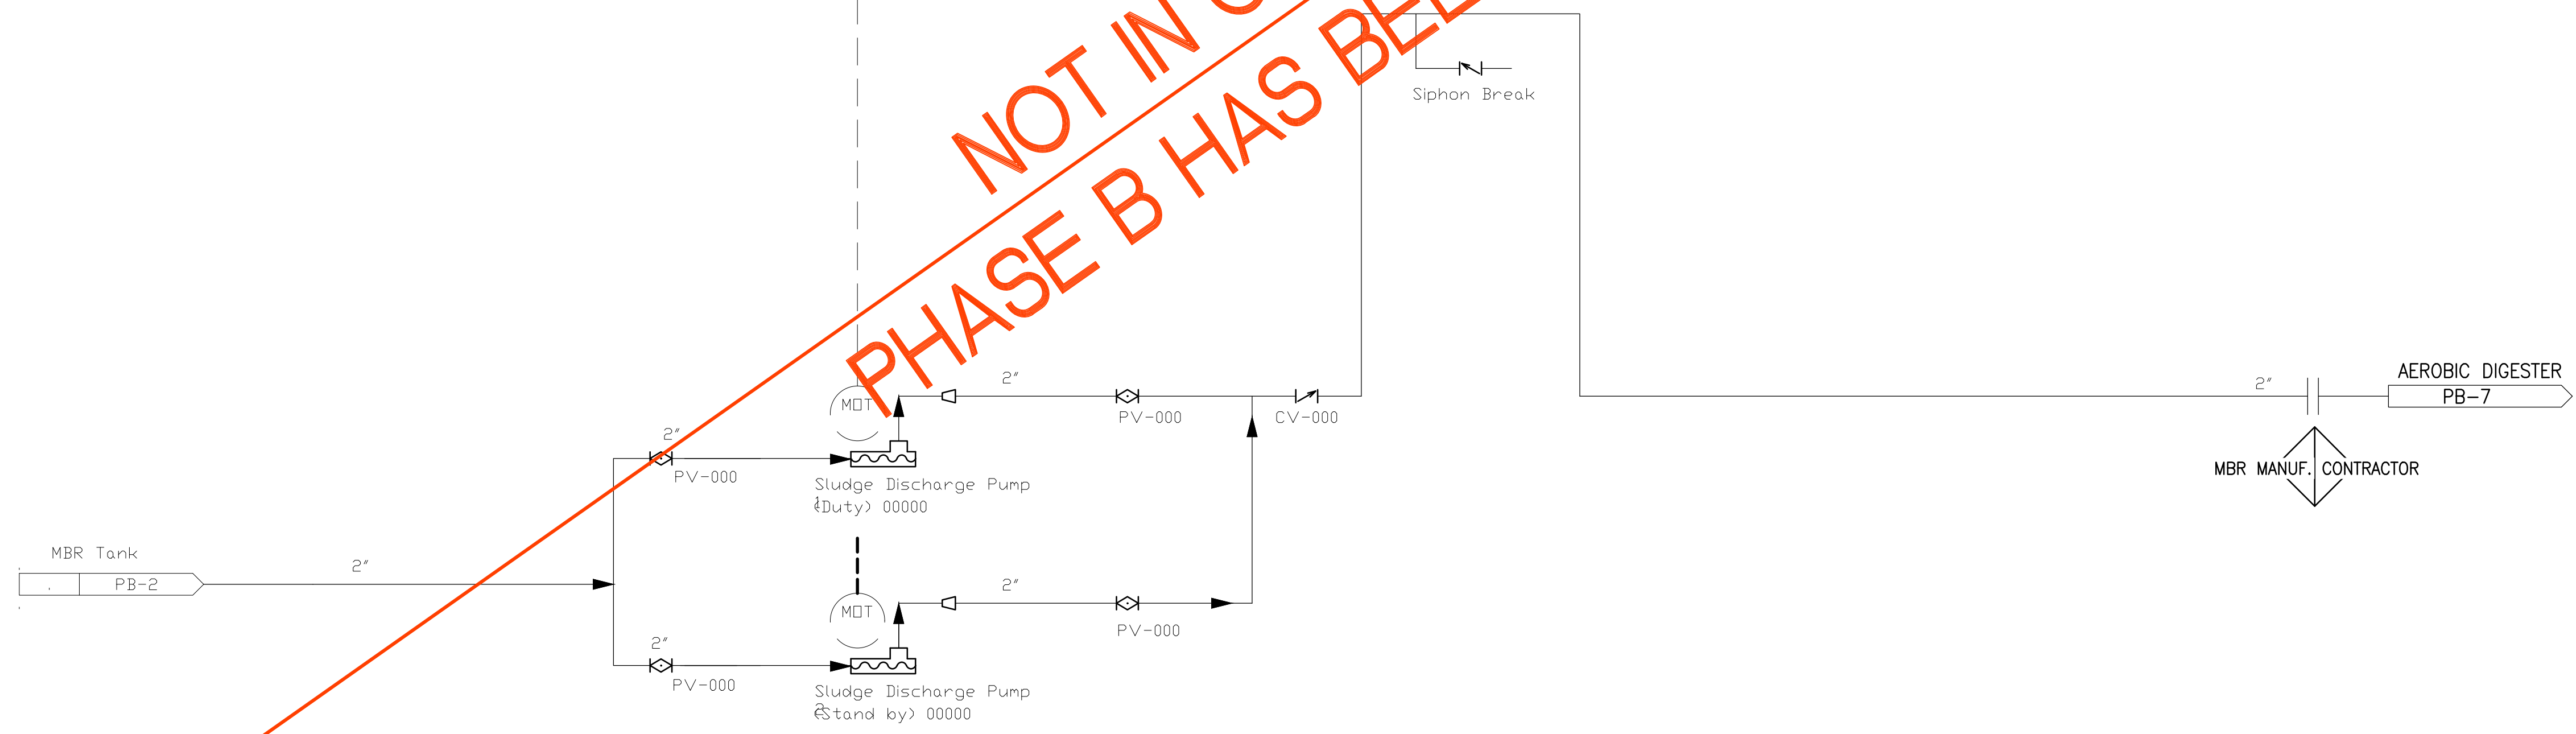 NOT IN
PHASE B HAS
Siphon Break
2"
AEROBIC DIGESTER
PB-7
2"
MOT
PV-000
CV-000
2"
PV-000
MBR MANUF. CONTRACTOR
Sludge Discharge Pump
1
(Duty) 00000
MBR Tank
2"
PB-2
2"
MOT
PV-000
2"
PV-000
Sludge Discharge Pump
2
(Stand by) 00000